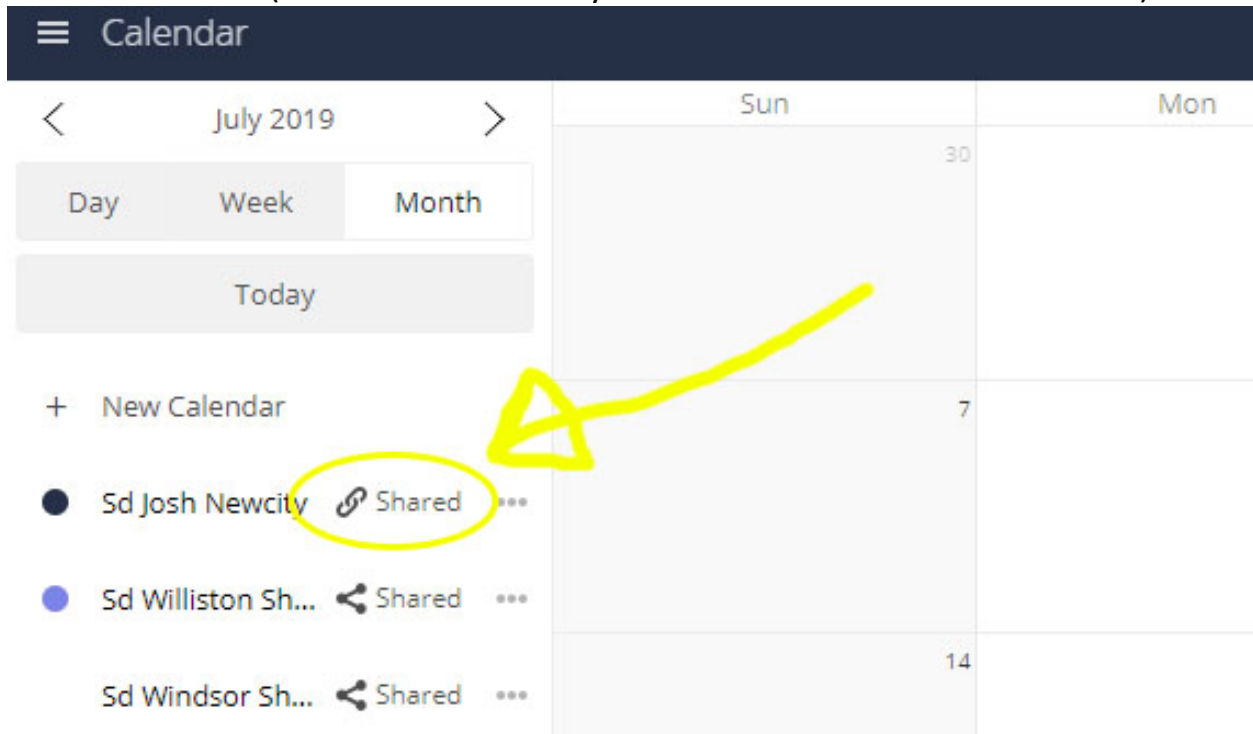 Calendar
July 2019
Sun
Mon
30
Day Week Month
Today
+ New Calendar
7
Sd Josh Newcity Shared ...
Sd Williston Sh... Shared ...
14
Sd Windsor Sh... Shared ...